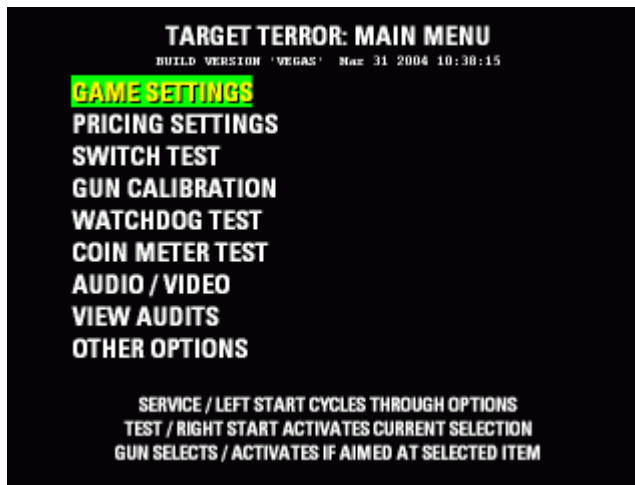 TARGET TERROR: MAIN MENU
BUILD VERSION 'VEGAS' Mar 31 2004 10:38:15
GAME SETTINGS
PRICING SETTINGS
SWITCH TEST
GUN CALIBRATION
WATCHDOG TEST
COIN METER TEST
AUDIO / VIDEO
VIEW AUDITS
OTHER OPTIONS
SERVICE / LEFT START CYCLES THROUGH OPTIONS
TEST / RIGHT START ACTIVATES CURRENT SELECTION
GUN SELECTS / ACTIVATES IF AIMED AT SELECTED ITEM